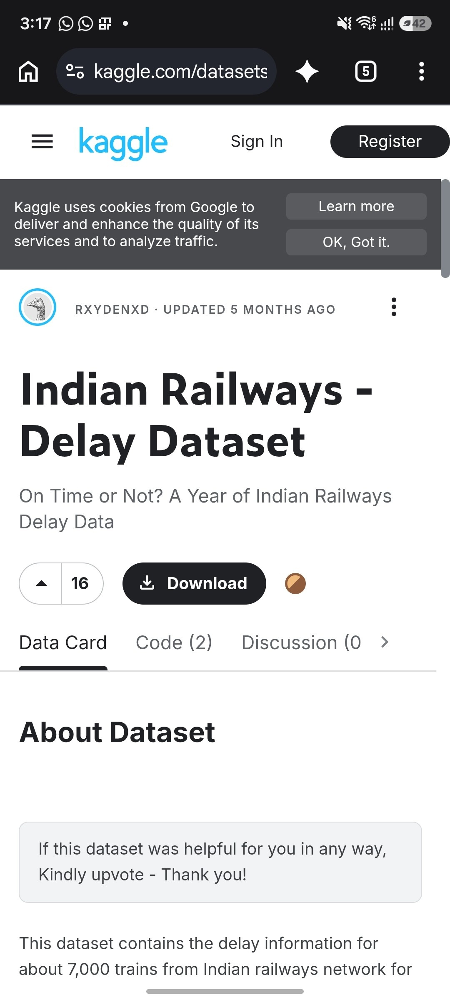 3:17
42
kaggle.com/datasets
5
kaggle
Sign In
Register
Kaggle uses cookies from Google to
deliver and enhance the quality of its
services and to analyze traffic.
Learn more
OK, Got it.
RXYDENXD · UPDATED 5 MONTHS AGO
Indian Railways -
Delay Dataset
On Time or Not? A Year of Indian Railways
Delay Data
16
Download
Data Card
Code (2)
Discussion (0
About Dataset
If this dataset was helpful for you in any way,
Kindly upvote - Thank you!
This dataset contains the delay information for
about 7,000 trains from Indian railways network for